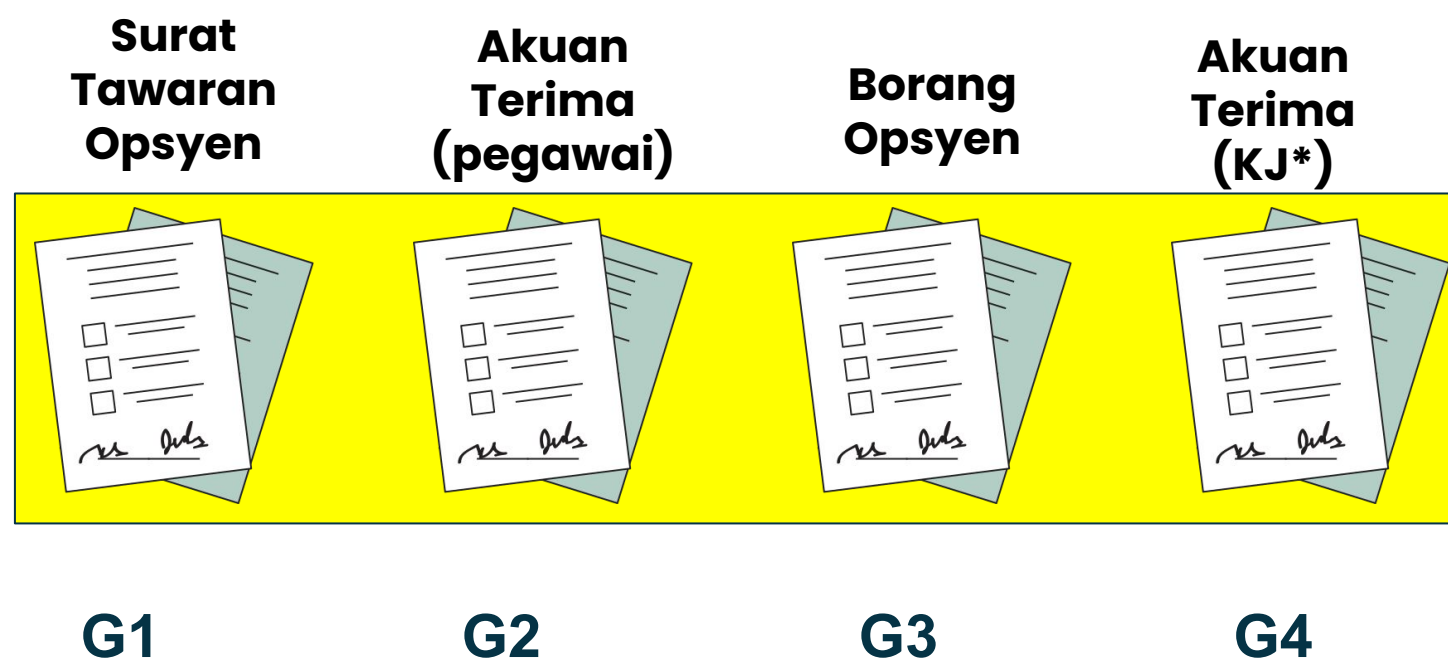 Surat
Tawaran
Opsyen
Akuan
Terima
(pegawai)
Borang
Opsyen
Akuan
Terima
(KJ*)
G1
G2
G3
G4